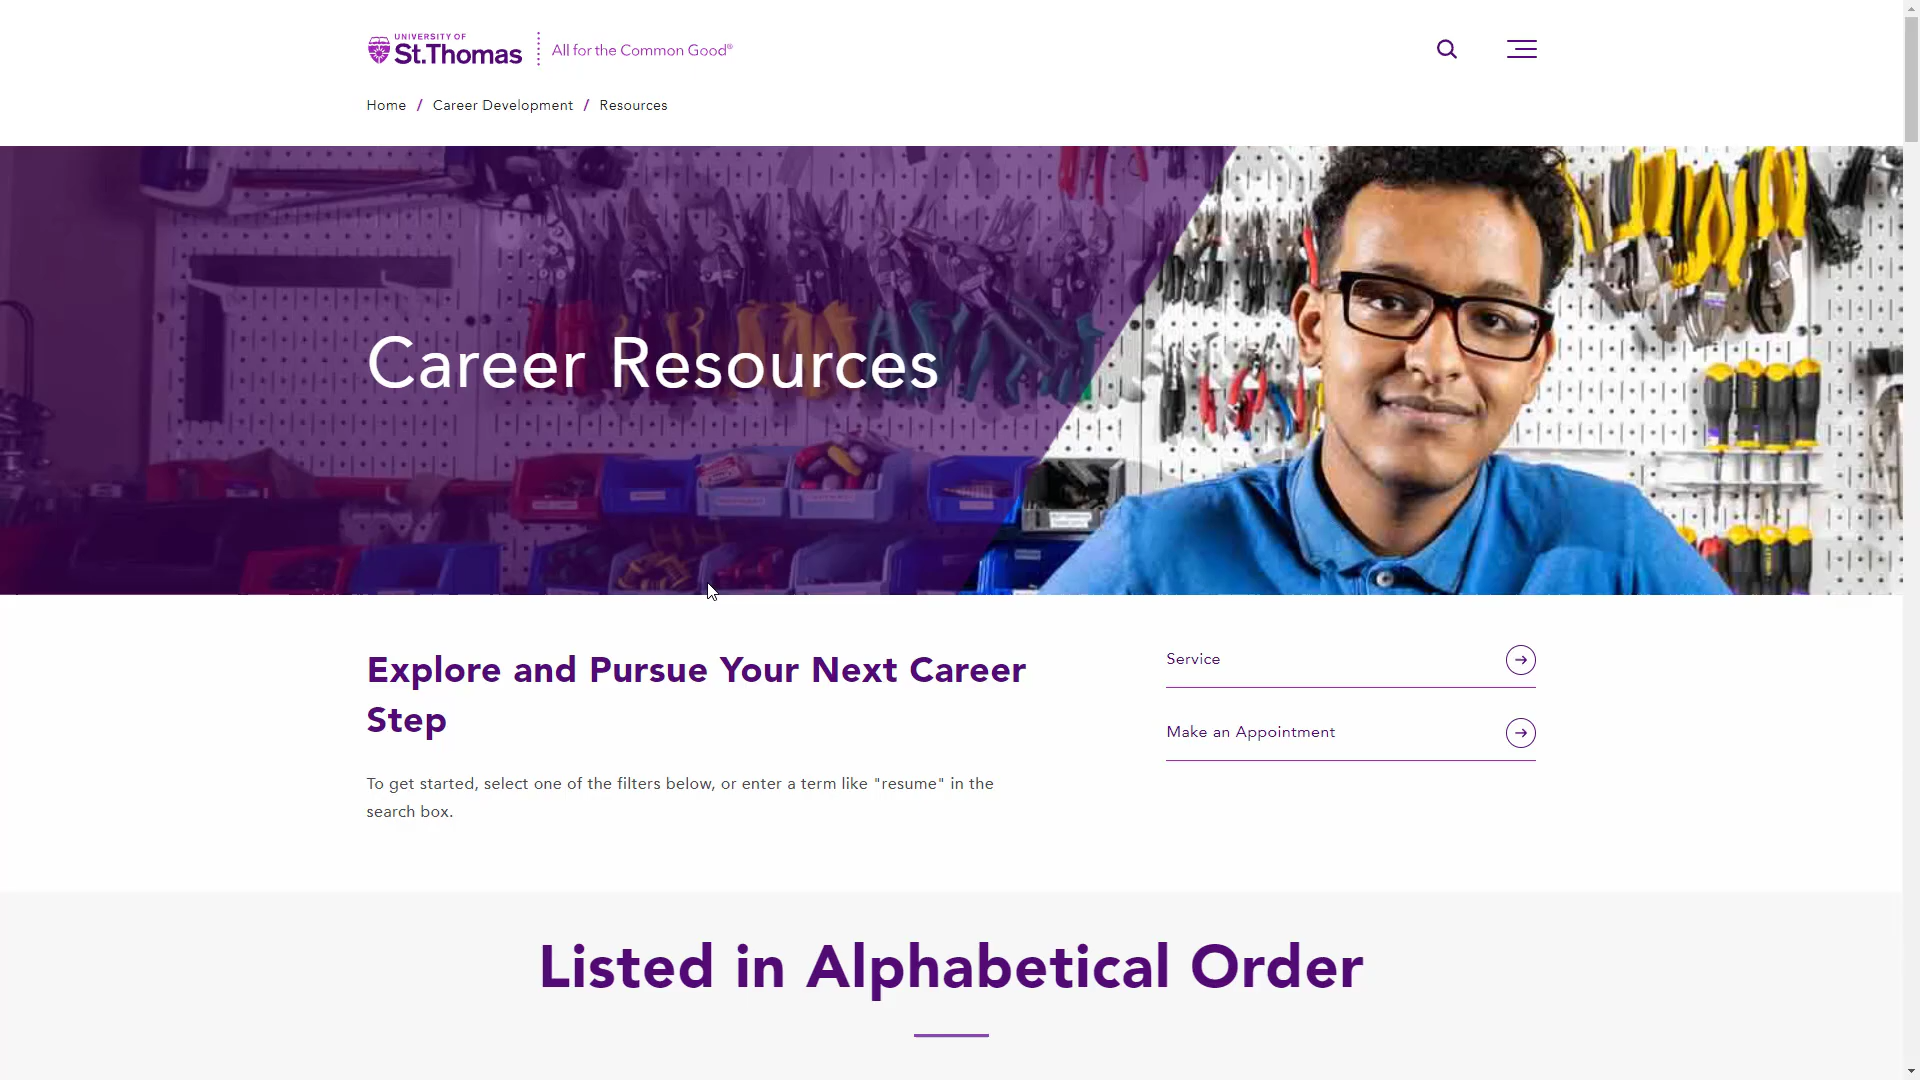 UNIVERSITY OF
St.Thomas
All for the Common Good®
Home / Career Development / Resources
Career Resources
Explore and Pursue Your Next Career
Step
To get started, select one of the filters below, or enter a term like "resume" in the
search box.
Service
Make an Appointment
Listed in Alphabetical Order